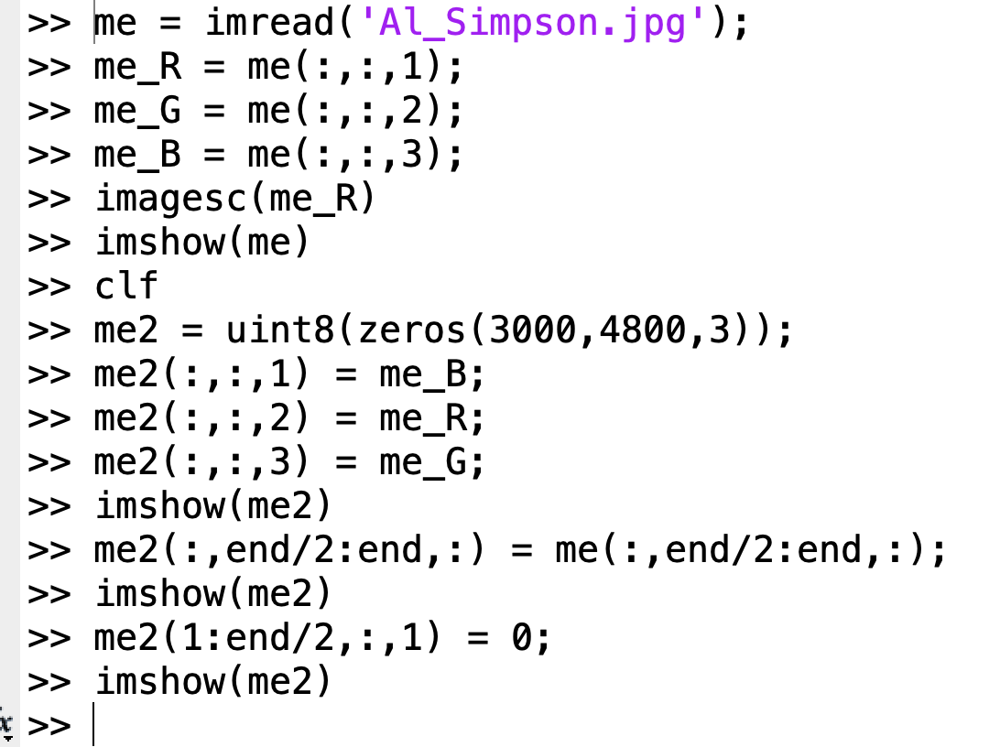 >> me = imread('Al_Simpson.jpg');
>> me_R = me(:,:,1);
>> me_G = me(:,:,2);
>> me_B = me(:,:,3);
>> imagesc(me_R)
>> imshow(me)
>> clf
>> me2 = uint8(zeros(3000,4800,3));
>> me2(:,:,1) = me_B;
>> me2(:,:,2) = me_R;
>> me2(:,:,3) = me_G;
>> imshow(me2)
>> me2(:,end/2:end,:) = me(:,end/2:end,:);
>> imshow(me2)
>> me2(1:end/2,:,1) = 0;
>> imshow(me2)
>>